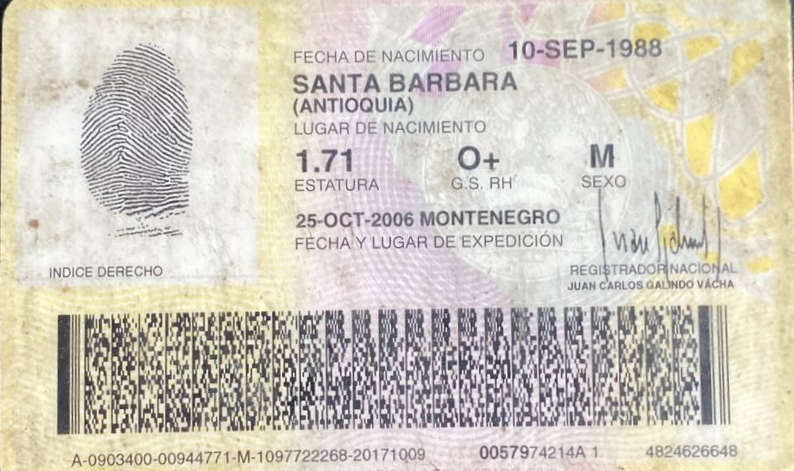 FECHA DE NACIMIENTO 10-SEP-1988
SANTA BARBARA
(ANTIOQUIA)
LUGAR DE NACIMIENTO
1.71 O+ M
ESTATURA G.S. RH SEXO
25-OCT-2006 MONTENEGRO
FECHA Y LUGAR DE EXPEDICIÓN
INDICE DERECHO
REGISTRADOR NACIONAL
JUAN CARLOS GALINDO VÁCHA
A-0903400-00944771-M-1097722268-20171009 0057974214A 1 4824626648